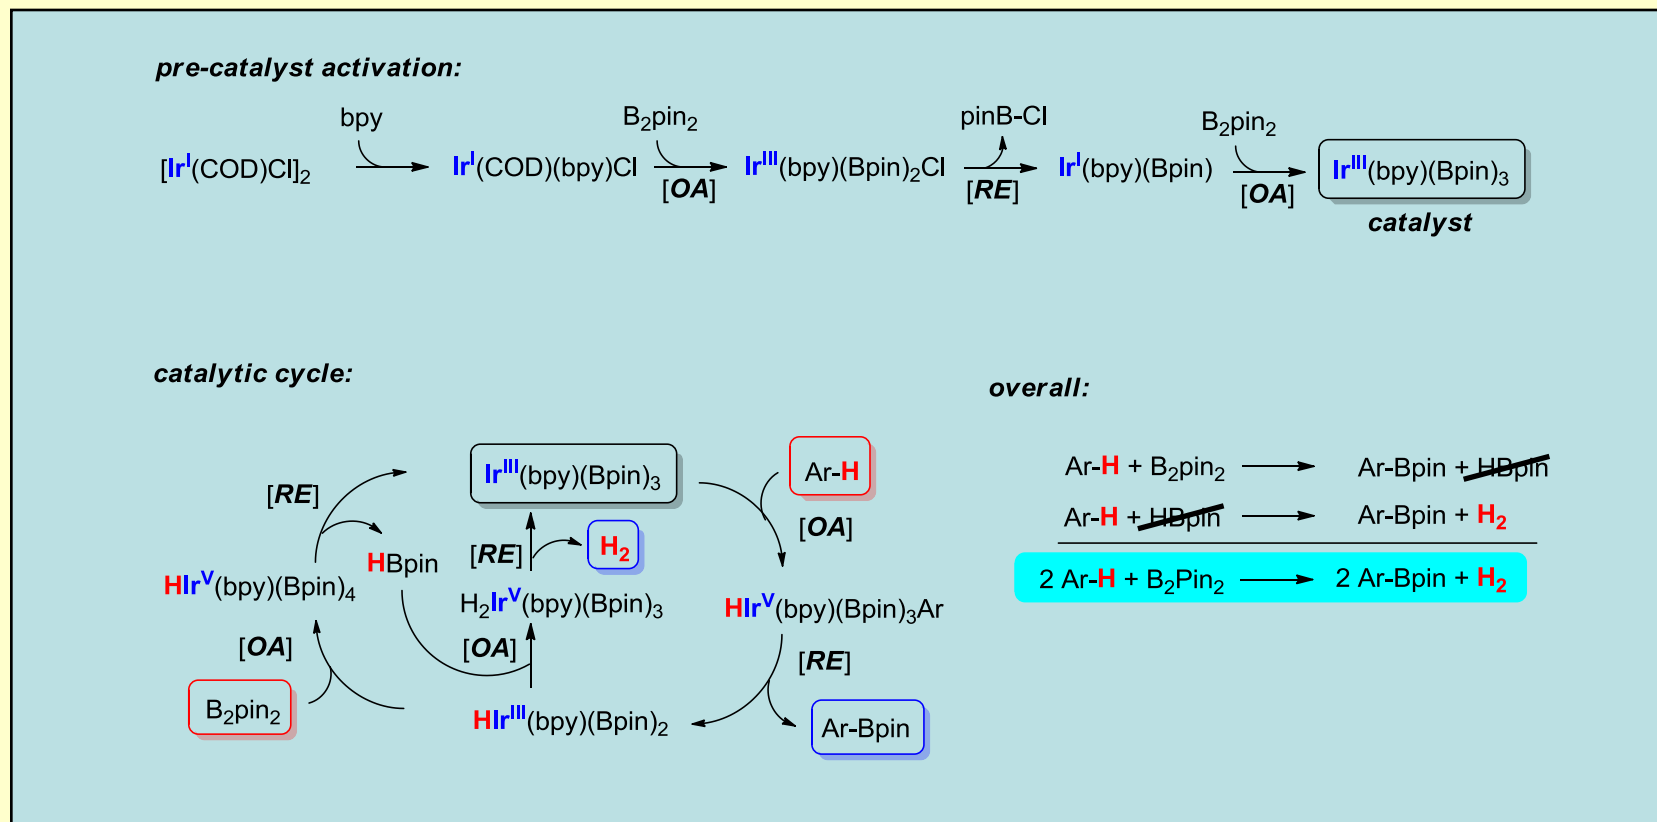 pre-catalyst activation:
bpy
B₂pin₂
pinB-Cl
B₂pin₂
[Irᴵ(COD)Cl]₂
Irᴵ(COD)(bpy)Cl
Irᴵᴵᴵ(bpy)(Bpin)₂Cl
Irᴵ(bpy)(Bpin)
Irᴵᴵᴵ(bpy)(Bpin)₃
[OA]
[RE]
[OA]
catalyst
catalytic cycle:
Irᴵᴵᴵ(bpy)(Bpin)₃
Ar-H
[RE]
[OA]
[RE]
H₂
HBpin
HIrⱽ(bpy)(Bpin)₄
H₂Irⱽ(bpy)(Bpin)₃
HIrⱽ(bpy)(Bpin)₃Ar
[OA]
[OA]
[RE]
B₂pin₂
HIrᴵᴵᴵ(bpy)(Bpin)₂
Ar-Bpin
overall:
Ar-H + B₂pin₂ Ar-Bpin + HBpin
Ar-H + HBpin Ar-Bpin + H₂
2 Ar-H + B₂Pin₂ 2 Ar-Bpin + H₂